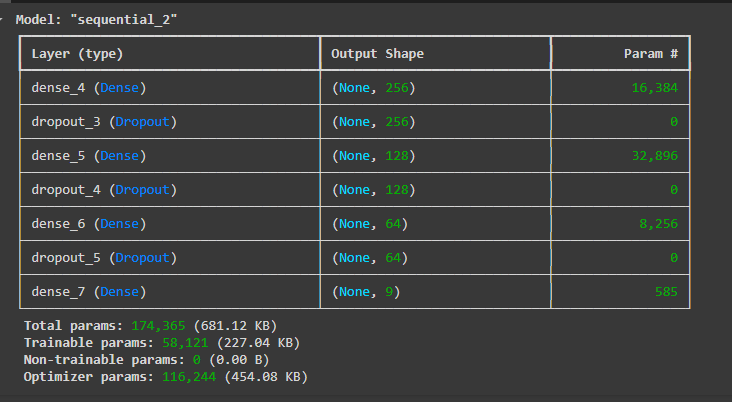 Model: "sequential_2"
Layer (type) Output Shape Param #
dense_4 (Dense) (None, 256) 16,384
dropout_3 (Dropout) (None, 256) 0
dense_5 (Dense) (None, 128) 32,896
dropout_4 (Dropout) (None, 128) 0
dense_6 (Dense) (None, 64) 8,256
dropout_5 (Dropout) (None, 64) 0
dense_7 (Dense) (None, 9) 585
Total params: 174,365 (681.12 KB)
Trainable params: 58,121 (227.04 KB)
Non-trainable params: 0 (0.00 B)
Optimizer params: 116,244 (454.08 KB)